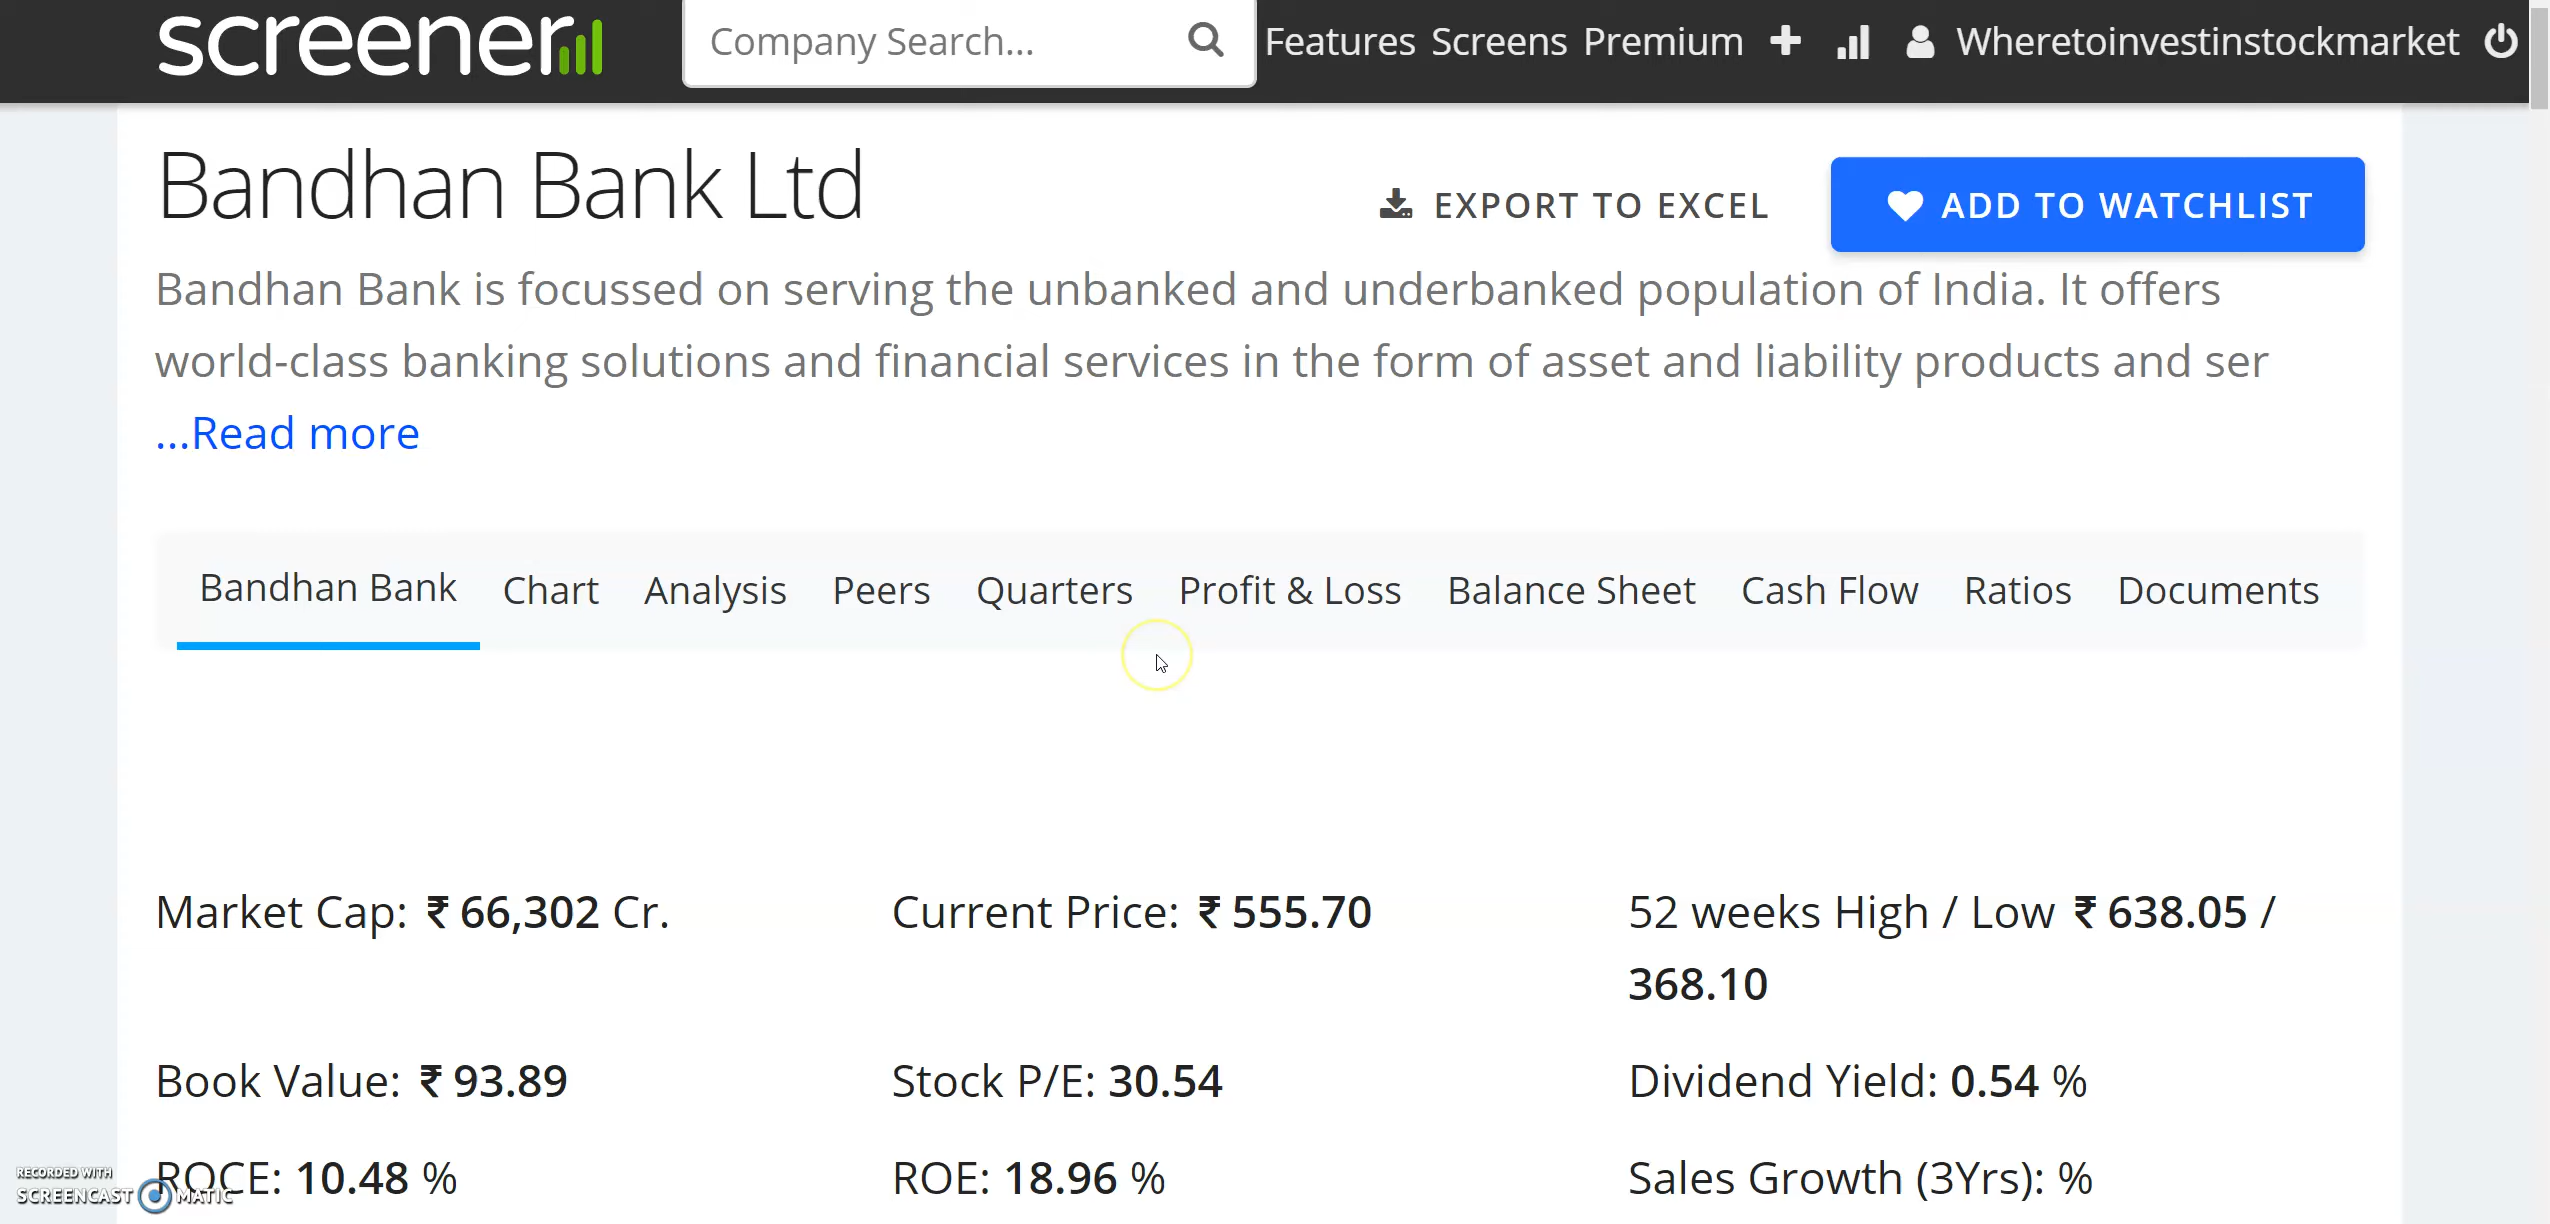 screener
Company Search...
Features Screens Premium Wheretoinvestinstockmarket
Bandhan Bank Ltd
EXPORT TO EXCEL
ADD TO WATCHLIST
Bandhan Bank is focussed on serving the unbanked and underbanked population of India. It offers
world-class banking solutions and financial services in the form of asset and liability products and ser
...Read more
Bandhan Bank Chart Analysis Peers Quarters Profit & Loss Balance Sheet Cash Flow Ratios Documents
Market Cap: ₹ 66,302 Cr.
Current Price: ₹ 555.70
52 weeks High / Low ₹ 638.05 /
368.10
Book Value: ₹ 93.89
Stock P/E: 30.54
Dividend Yield: 0.54 %
ROCE: 10.48 %
ROE: 18.96 %
Sales Growth (3Yrs): %
RECORDED WITH
SCREENCAST MATIC